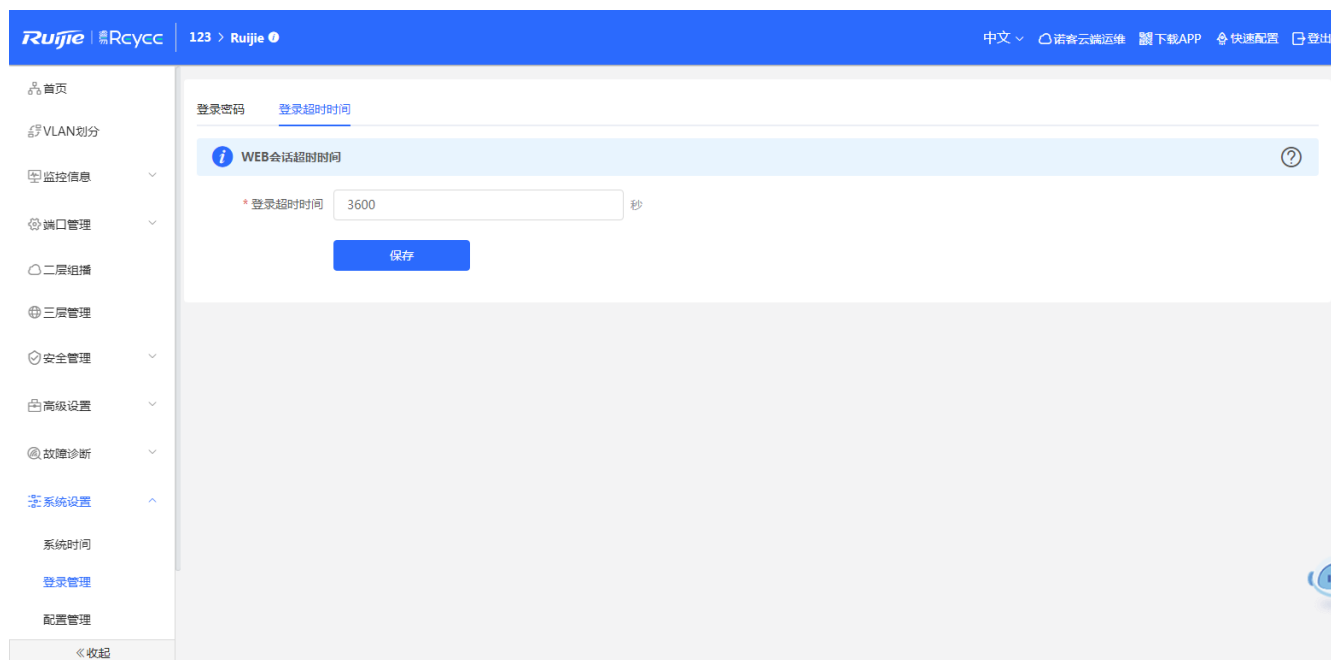 Ruijie | 睿易Rcycc
123 > Ruijie
中文 诺客云端运维 下载APP 快速配置 登出
首页
VLAN划分
监控信息
端口管理
二层组播
三层管理
安全管理
高级设置
故障诊断
系统设置
系统时间
登录管理
配置管理
《收起
登录密码 登录超时时间
WEB会话超时时间
* 登录超时时间 3600 秒
保存